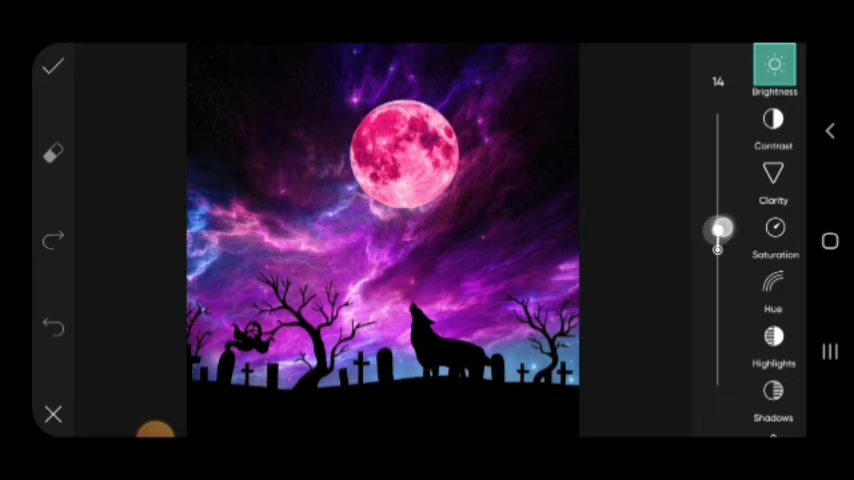 14
Brightness
Contrast
Clarity
Saturation
Hue
Highlights
Shadows